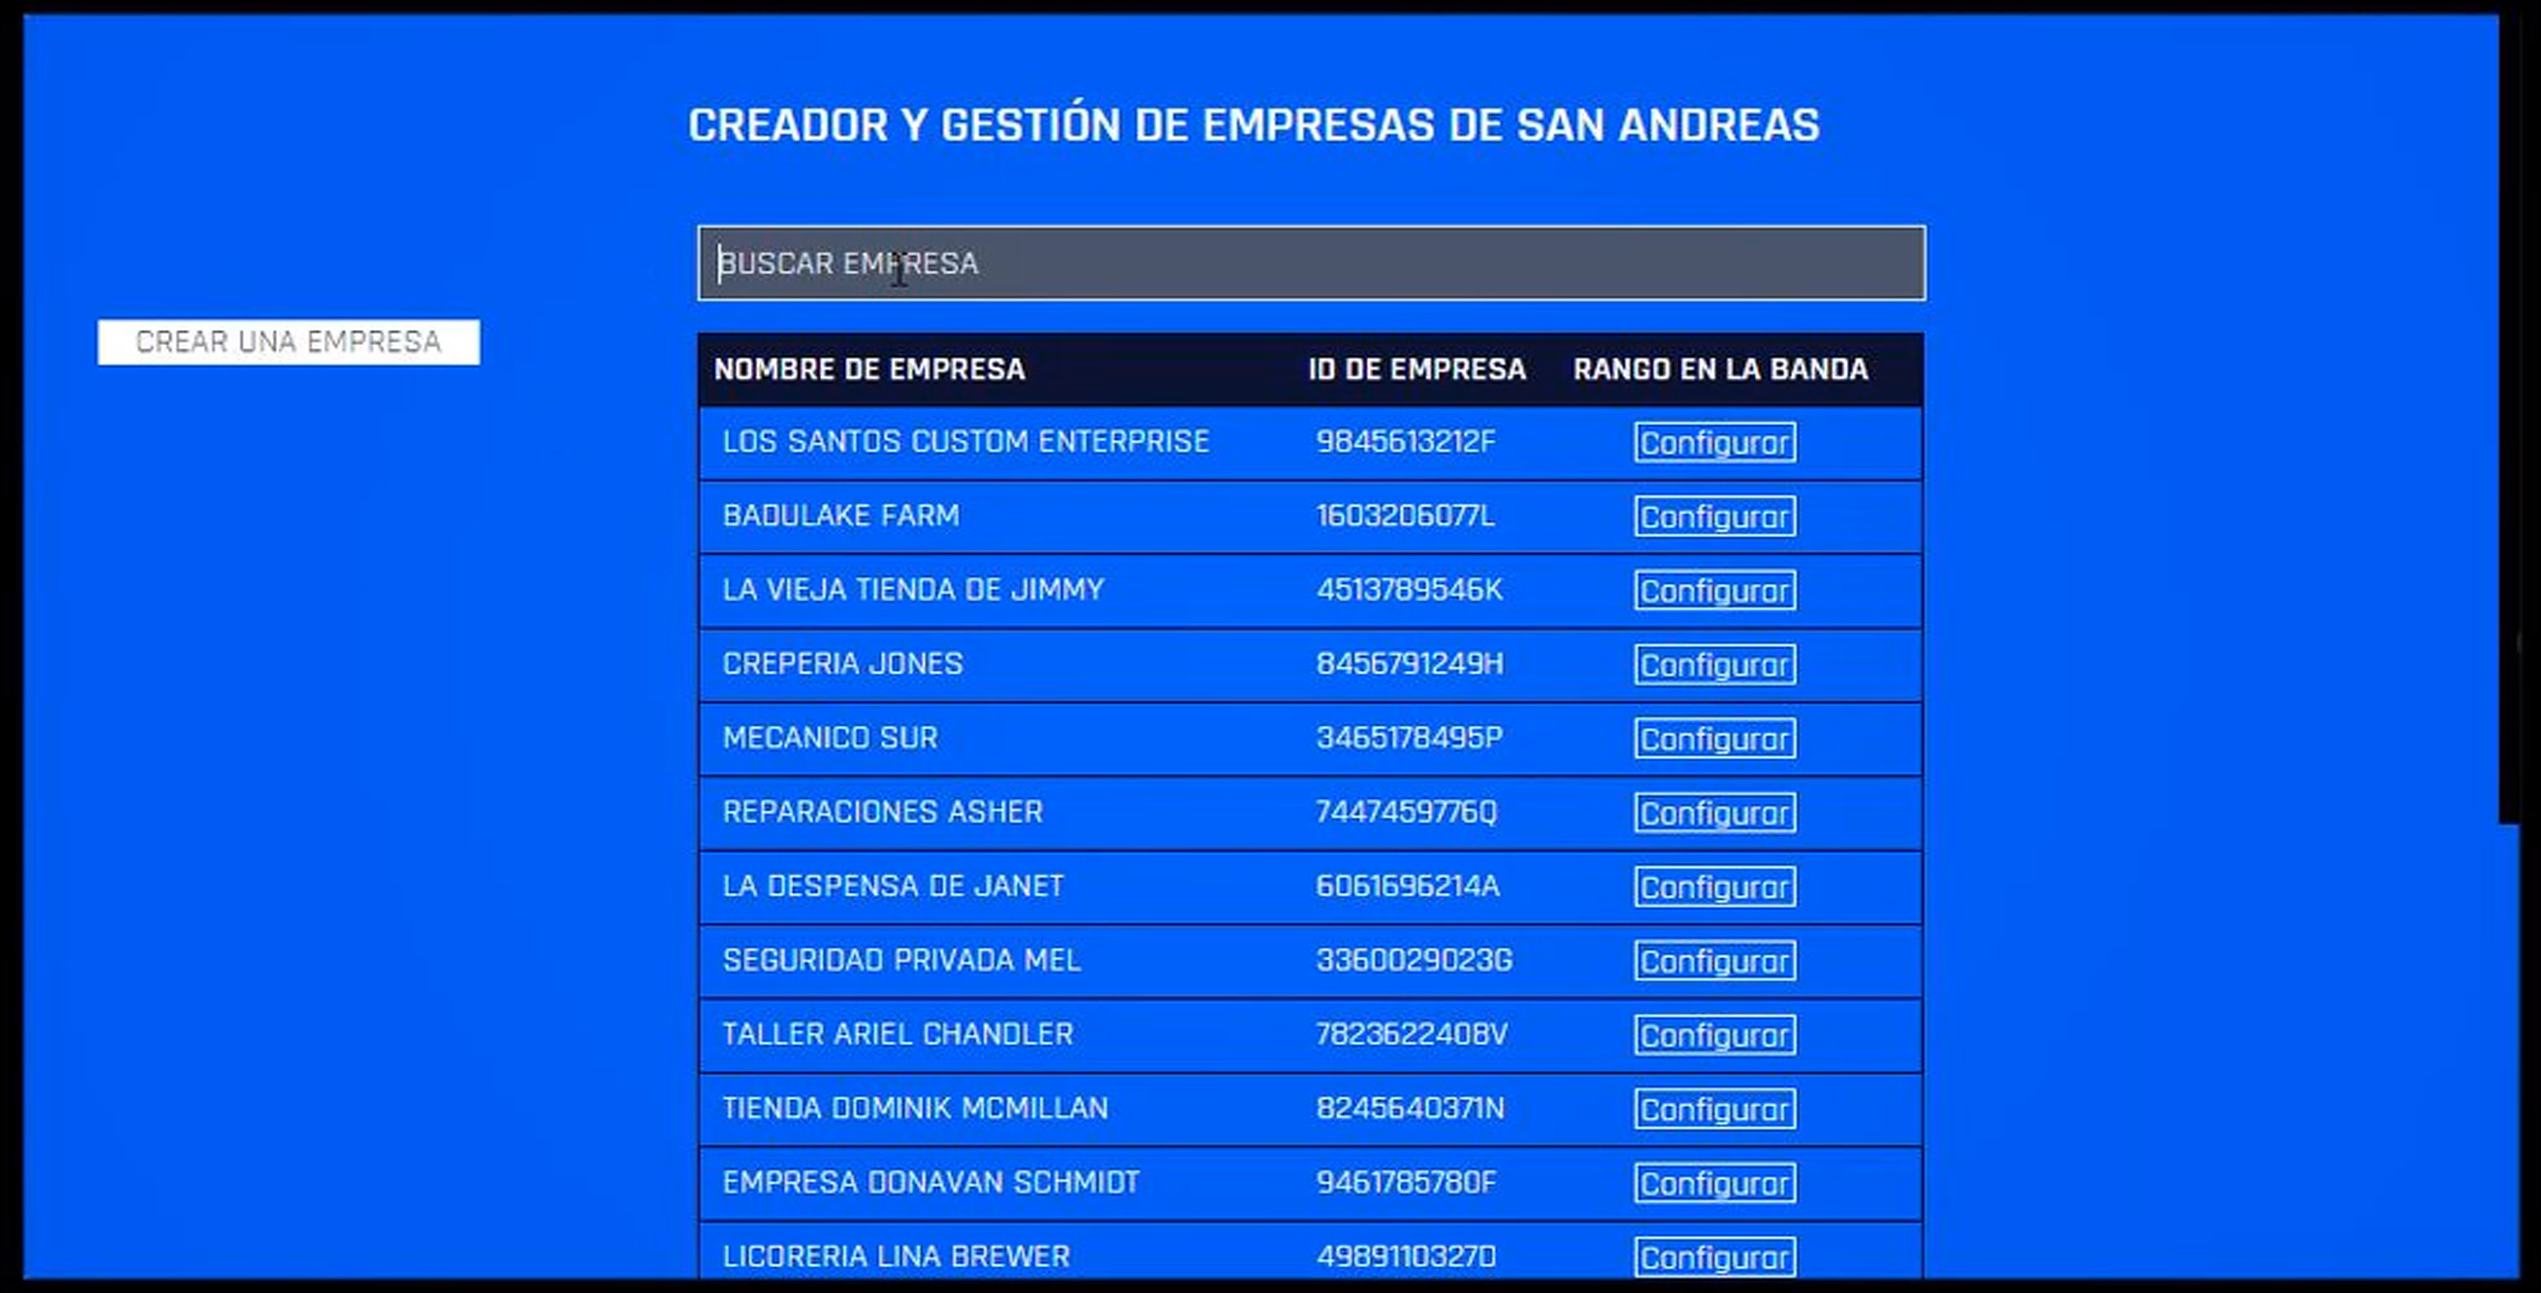 CREADOR Y GESTIÓN DE EMPRESAS DE SAN ANDREAS
BUSCAR EMPRESA
CREAR UNA EMPRESA
NOMBRE DE EMPRESA ID DE EMPRESA RANGO EN LA BANDA
LOS SANTOS CUSTOM ENTERPRISE 9845613212F Configurar
BADULAKE FARM 1603206077L Configurar
LA VIEJA TIENDA DE JIMMY 4513789546K Configurar
CREPERIA JONES 8456791249H Configurar
MECANICO SUR 3465178495P Configurar
REPARACIONES ASHER 7447459776Q Configurar
LA DESPENSA DE JANET 6061696214A Configurar
SEGURIDAD PRIVADA MEL 3360029023G Configurar
TALLER ARIEL CHANDLER 7823622408V Configurar
TIENDA DOMINIK MCMILLAN 8245640371N Configurar
EMPRESA DONAVAN SCHMIDT 9461785780F Configurar
LICORERIA LINA BREWER 4989110327D Configurar